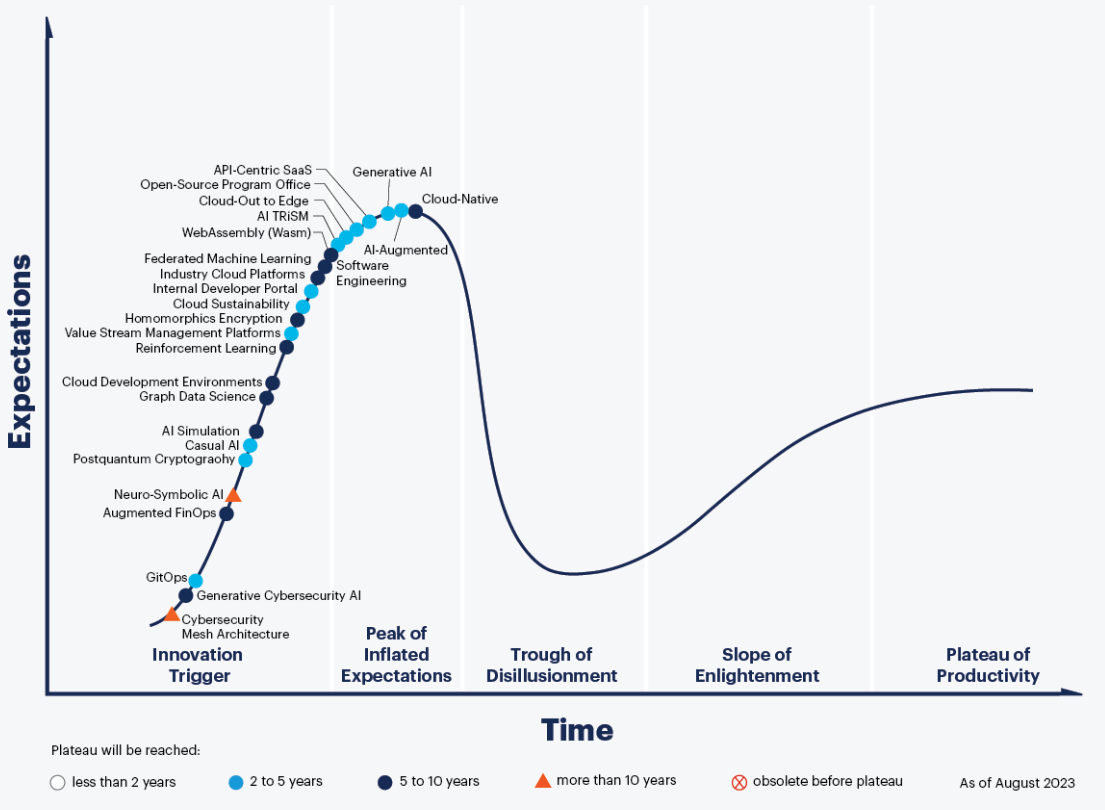 API-Centric SaaS
Generative AI
Open-Source Program Office
Cloud-Out to Edge
Cloud-Native
AI TRiSM
WebAssembly (Wasm)
AI-Augmented
Software
Engineering
Federated Machine Learning
Industry Cloud Platforms
Internal Developer Portal
Cloud Sustainability
Homomorphics Encryption
Value Stream Management Platforms
Reinforcement Learning
Cloud Development Environments
Graph Data Science
AI Simulation
Casual AI
Postquantum Cryptograohy
Neuro-Symbolic AI
Augmented FinOps
GitOps
Generative Cybersecurity AI
Cybersecurity
Mesh Architecture
Expectations
Innovation
Trigger
Peak of
Inflated
Expectations
Trough of
Disillusionment
Slope of
Enlightenment
Plateau of
Productivity
Time
Plateau will be reached:
less than 2 years
2 to 5 years
5 to 10 years
more than 10 years
obsolete before plateau
As of August 2023